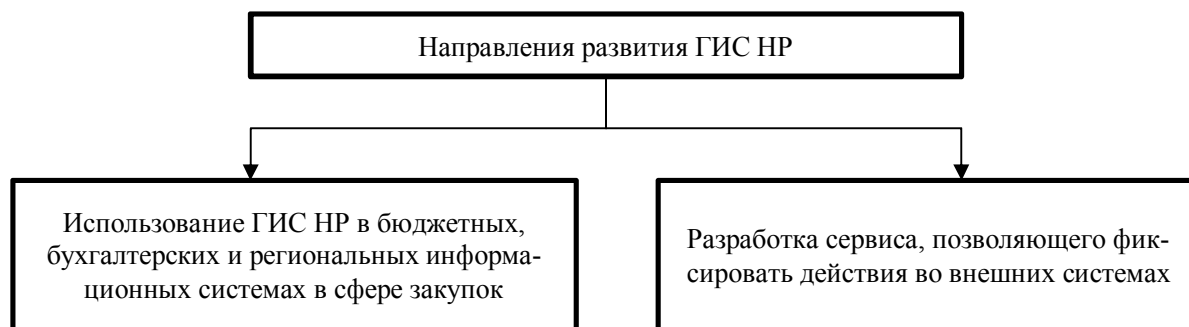 Направления развития ГИС НР
Использование ГИС НР в бюджетных,
бухгалтерских и региональных информа-
ционных системах в сфере закупок
Разработка сервиса, позволяющего фик-
сировать действия во внешних системах